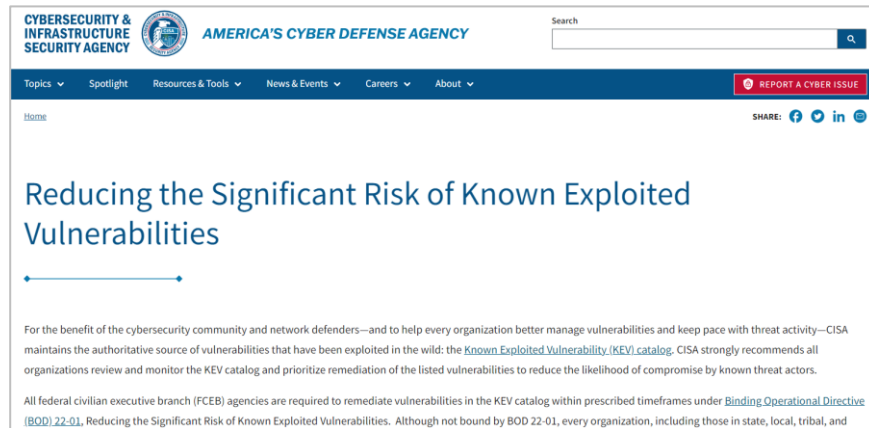 CYBERSECURITY &
INFRASTRUCTURE
SECURITY AGENCY
AMERICA'S CYBER DEFENSE AGENCY
Search
Topics
Spotlight
Resources & Tools
News & Events
Careers
About
REPORT A CYBER ISSUE
Home
SHARE:
Reducing the Significant Risk of Known Exploited
Vulnerabilities
For the benefit of the cybersecurity community and network defenders—and to help every organization better manage vulnerabilities and keep pace with threat activity—CISA
maintains the authoritative source of vulnerabilities that have been exploited in the wild: the Known Exploited Vulnerability (KEV) catalog. CISA strongly recommends all
organizations review and monitor the KEV catalog and prioritize remediation of the listed vulnerabilities to reduce the likelihood of compromise by known threat actors.
All federal civilian executive branch (FCEB) agencies are required to remediate vulnerabilities in the KEV catalog within prescribed timeframes under Binding Operational Directive
(BOD) 22-01, Reducing the Significant Risk of Known Exploited Vulnerabilities. Although not bound by BOD 22-01, every organization, including those in state, local, tribal, and